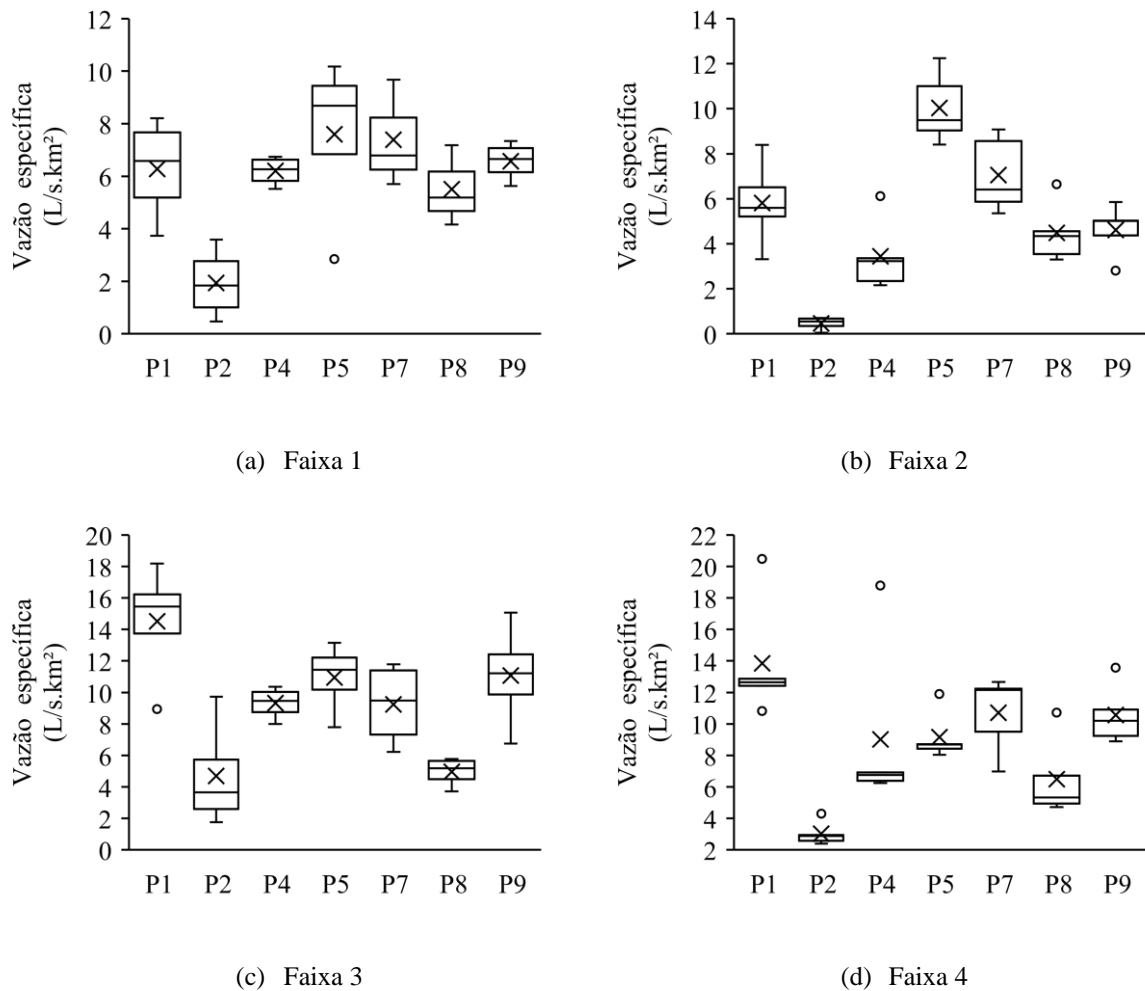 12
10
8
6
4
2
0
Vazão específica
(L/s.km²)
P1 P2 P4 P5 P7 P8 P9
(a) Faixa 1
14
12
10
8
6
4
2
0
Vazão específica
(L/s.km²)
P1 P2 P4 P5 P7 P8 P9
(b) Faixa 2
20
18
16
14
12
10
8
6
4
2
0
Vazão específica
(L/s.km²)
P1 P2 P4 P5 P7 P8 P9
(c) Faixa 3
22
20
18
16
14
12
10
8
6
4
2
Vazão específica
(L/s.km²)
P1 P2 P4 P5 P7 P8 P9
(d) Faixa 4